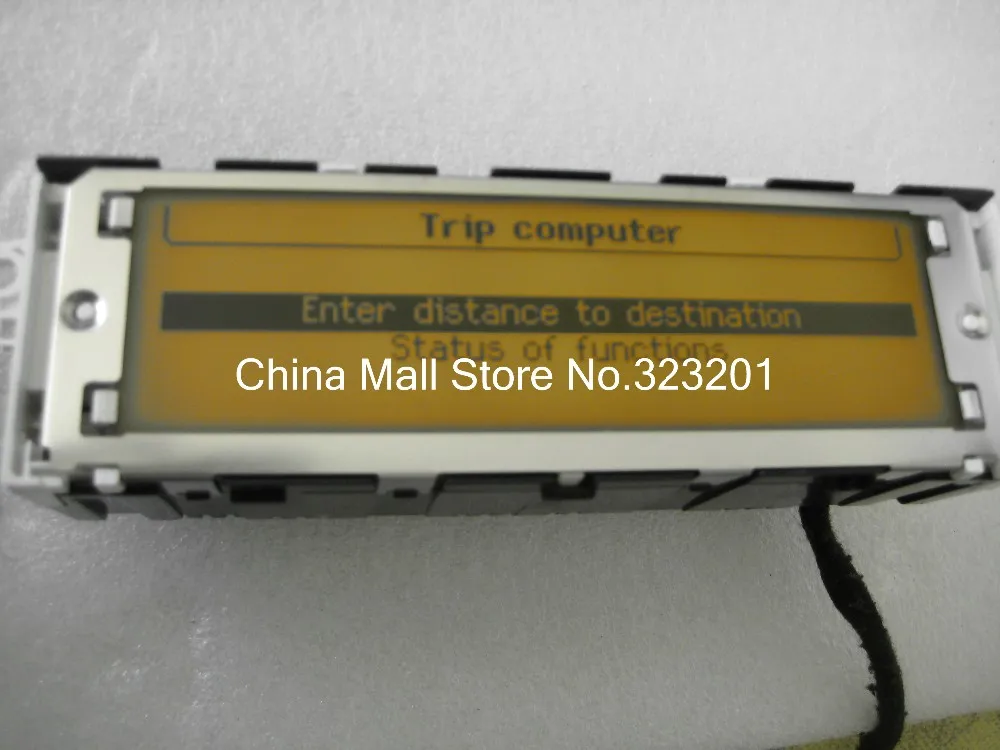 Trip computer
Enter distance to destination
Status of functions
China Mall Store No.323201